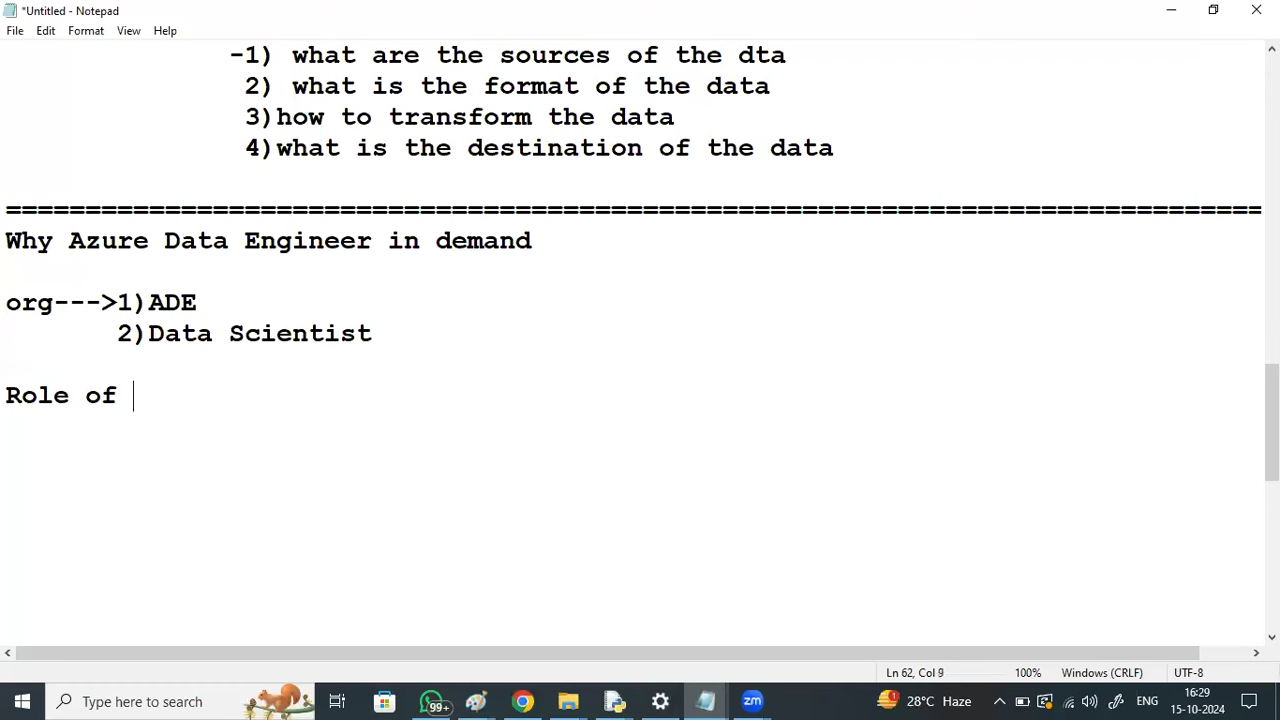 *Untitled - Notepad
File Edit Format View Help
-1) what are the sources of the dta
2) what is the format of the data
3)how to transform the data
4)what is the destination of the data
================================================================================
Why Azure Data Engineer in demand
org--->1)ADE
2)Data Scientist
Role of
Ln 62, Col 9 100% Windows (CRLF) UTF-8
Type here to search 99+ zm 1 28°C Haze ENG 16:29
15-10-2024